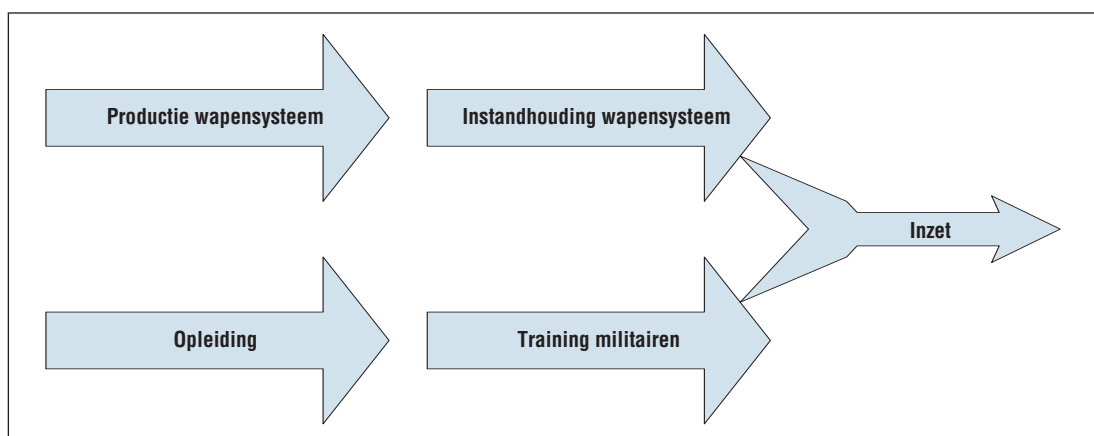 Productie wapensysteem
Instandhouding wapensysteem
Inzet
Opleiding
Training militairen